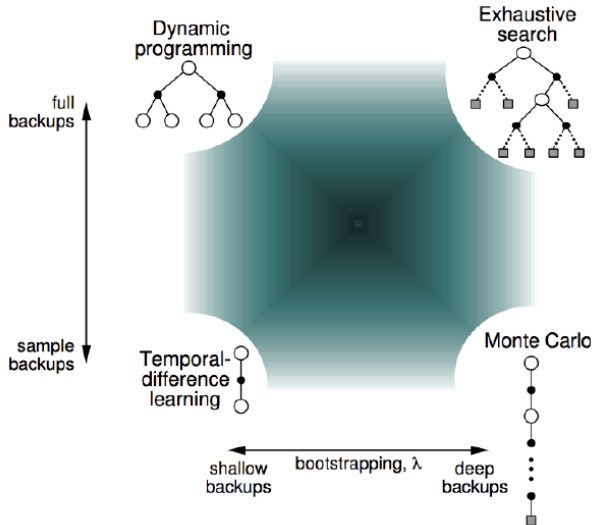 Dynamic
programming
Exhaustive
search
full
backups
sample
backups
Temporal-
difference
learning
Monte Carlo
shallow
backups
bootstrapping, λ
deep
backups